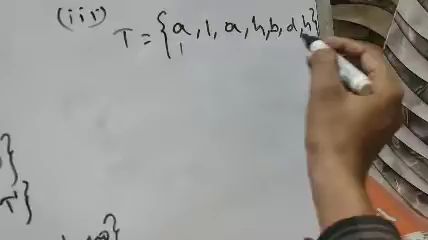 (iii)
T = {a, l, a, h, b, d, h}